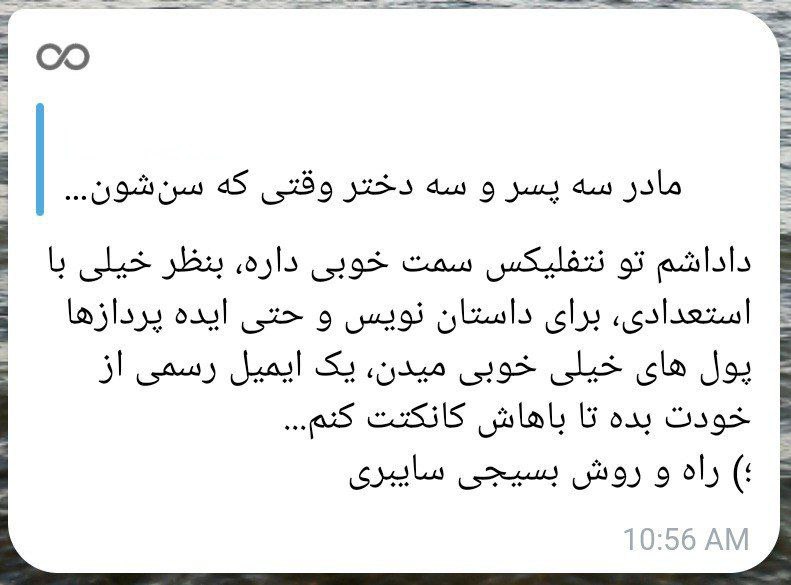 مادر سه پسر و سه دختر وقتی که سن‌شون...
داداشم تو نتفلیکس سمت خوبی داره، بنظر خیلی با
استعدادی، برای داستان نویس و حتی ایده پردازها
پول های خیلی خوبی میدن، یک ایمیل رسمی از
خودت بده تا باهاش کانکتت کنم...
؛) راه و روش بسیجی سایبری
10:56 AM